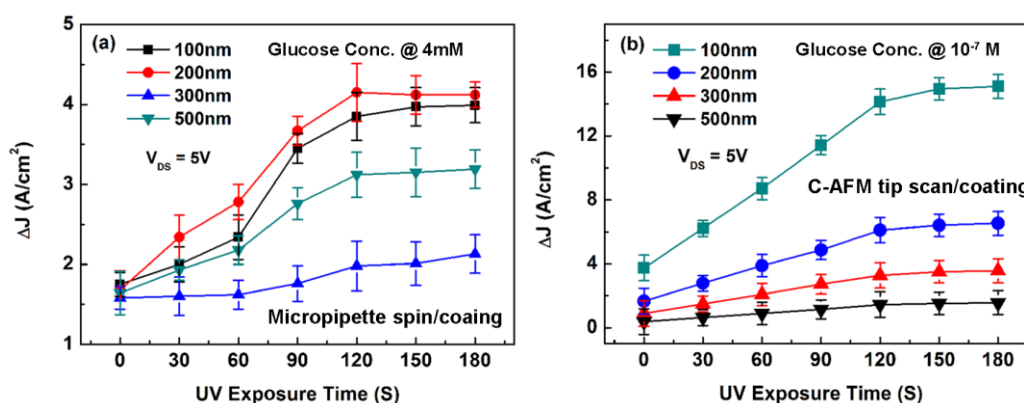 (a)
Glucose Conc. @ 4mM
100nm
200nm
300nm
500nm
V_DS = 5V
Micropipette spin/coaing
ΔJ (A/cm²)
5
4
3
2
1
0 30 60 90 120 150 180
UV Exposure Time (S)
(b)
Glucose Conc. @ 10⁻⁷ M
100nm
200nm
300nm
500nm
V_DS = 5V
C-AFM tip scan/coating
ΔJ (A/cm²)
16
12
8
4
0
0 30 60 90 120 150 180
UV Exposure Time (S)